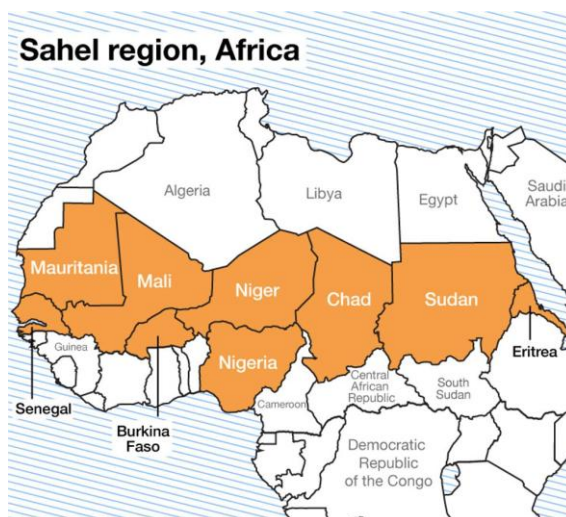 Sahel region, Africa
Algeria
Libya
Egypt
Saudi
Arabia
Mauritania
Mali
Niger
Chad
Sudan
Eritrea
Guinea
Nigeria
Senegal
Burkina
Faso
Cameroon
Central
African
Republic
South
Sudan
Democratic
Republic
of the Congo